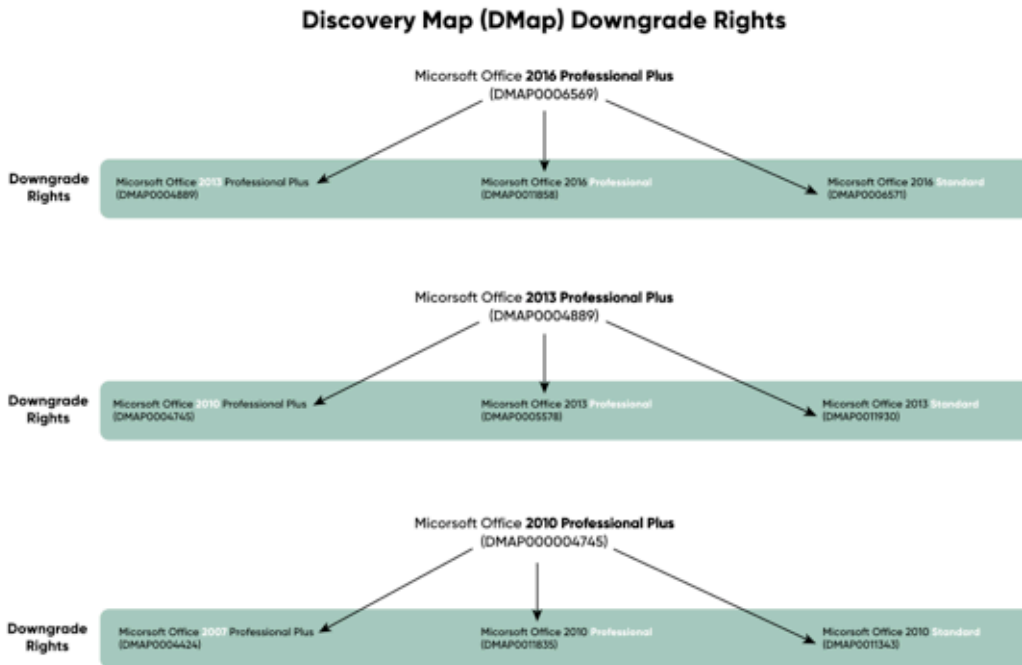 Discovery Map (DMap) Downgrade Rights
Micorsoft Office 2016 Professional Plus
(DMAP0006569)
Downgrade
Rights
Micorsoft Office 2013 Professional Plus
(DMAP0004889)
Micorsoft Office 2016 Professional
(DMAP0011858)
Micorsoft Office 2016 Standard
(DMAP0006571)
Micorsoft Office 2013 Professional Plus
(DMAP0004889)
Downgrade
Rights
Micorsoft Office 2010 Professional Plus
(DMAP0004745)
Micorsoft Office 2013 Professional
(DMAP0005578)
Micorsoft Office 2013 Standard
(DMAP0011930)
Micorsoft Office 2010 Professional Plus
(DMAP000004745)
Downgrade
Rights
Micorsoft Office 2007 Professional Plus
(DMAP0004424)
Micorsoft Office 2010 Professional
(DMAP0011835)
Micorsoft Office 2010 Standard
(DMAP0011343)